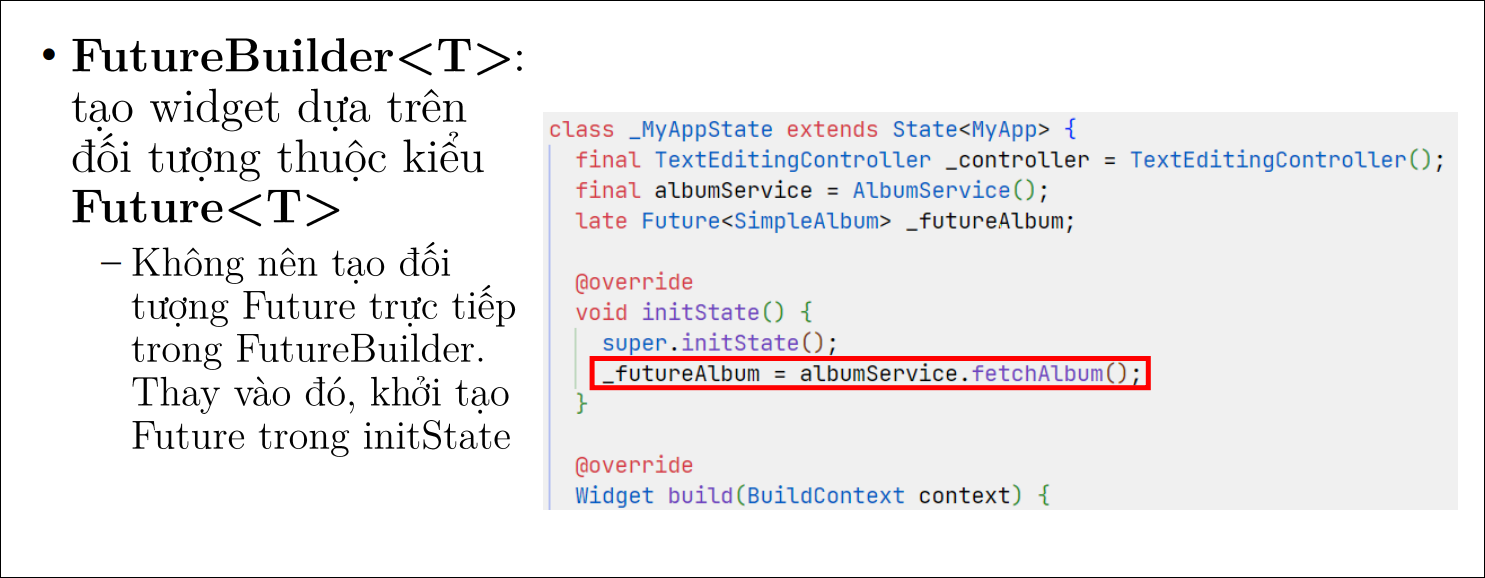 • FutureBuilder<T>:
tạo widget dựa trên
đối tượng thuộc kiểu
Future<T>
– Không nên tạo đối
tượng Future trực tiếp
trong FutureBuilder.
Thay vào đó, khởi tạo
Future trong initState
class _MyAppState extends State<MyApp> {
final TextEditingController _controller = TextEditingController();
final albumService = AlbumService();
late Future<SimpleAlbum> _futureAlbum;
@override
void initState() {
super.initState();
_futureAlbum = albumService.fetchAlbum();
}
@override
Widget build(BuildContext context) {